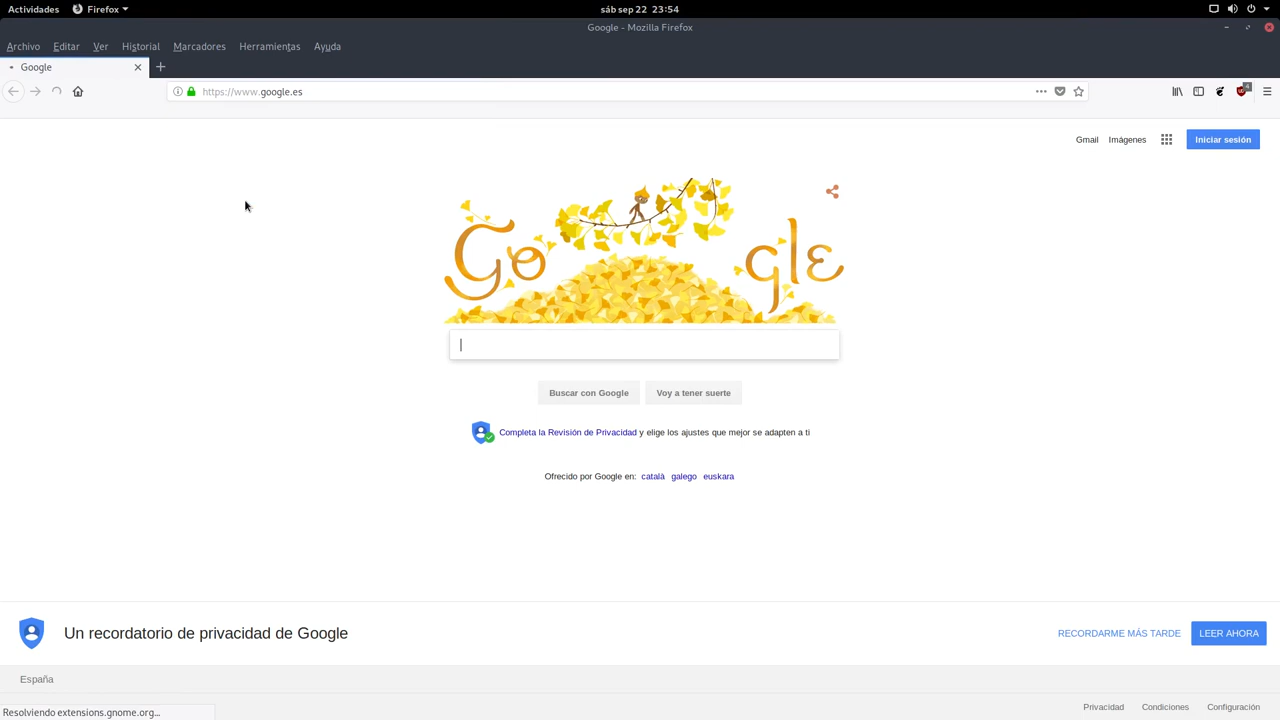 Actividades Firefox sáb sep 22 23:54
Google - Mozilla Firefox
Archivo Editar Ver Historial Marcadores Herramientas Ayuda
Google
https://www.google.es
4
Gmail Imágenes Iniciar sesión
Google
Buscar con Google Voy a tener suerte
Completa la Revisión de Privacidad y elige los ajustes que mejor se adapten a ti
Ofrecido por Google en: català galego euskara
Un recordatorio de privacidad de Google RECORDARME MÁS TARDE LEER AHORA
España
Resolviendo extensions.gnome.org... Privacidad Condiciones Configuración